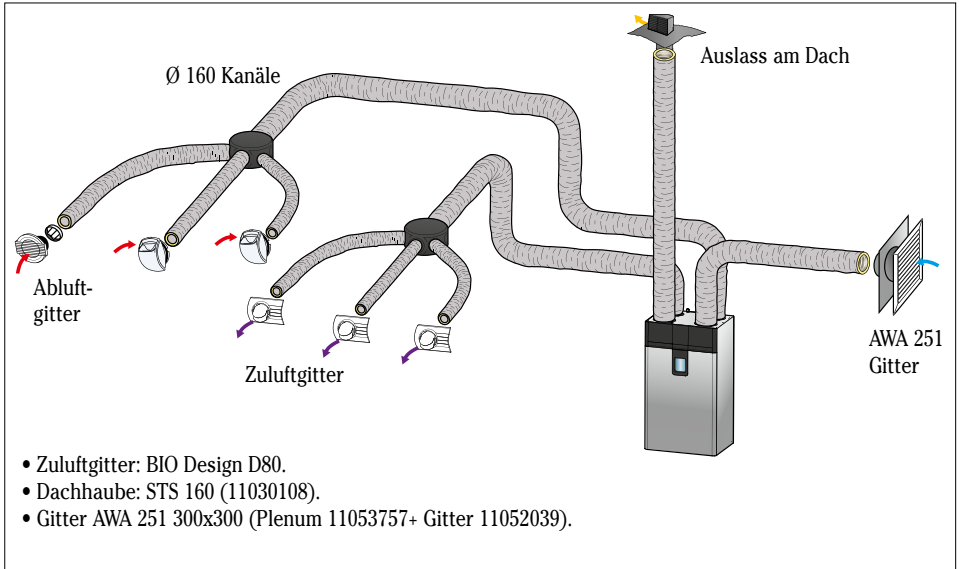 Auslass am Dach
Ø 160 Kanäle
Abluft-
gitter
Zuluftgitter
AWA 251
Gitter
• Zuluftgitter: BIO Design D80.
• Dachhaube: STS 160 (11030108).
• Gitter AWA 251 300x300 (Plenum 11053757+ Gitter 11052039).